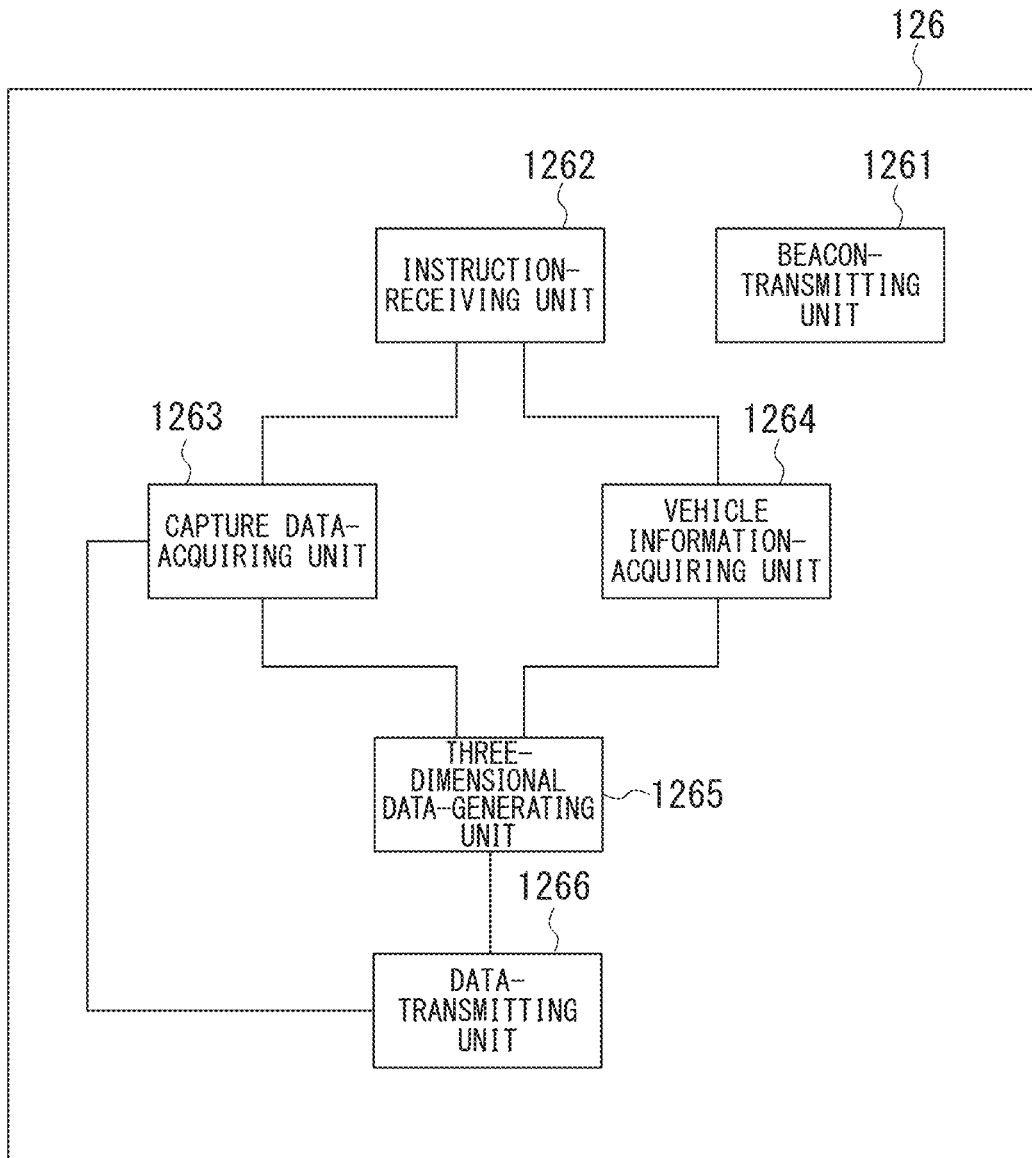 126
1262
1261
INSTRUCTION-
RECEIVING UNIT
BEACON-
TRANSMITTING
UNIT
1263
1264
CAPTURE DATA-
ACQUIRING UNIT
VEHICLE
INFORMATION-
ACQUIRING UNIT
THREE-
DIMENSIONAL
DATA-GENERATING
UNIT
1265
1266
DATA-
TRANSMITTING
UNIT